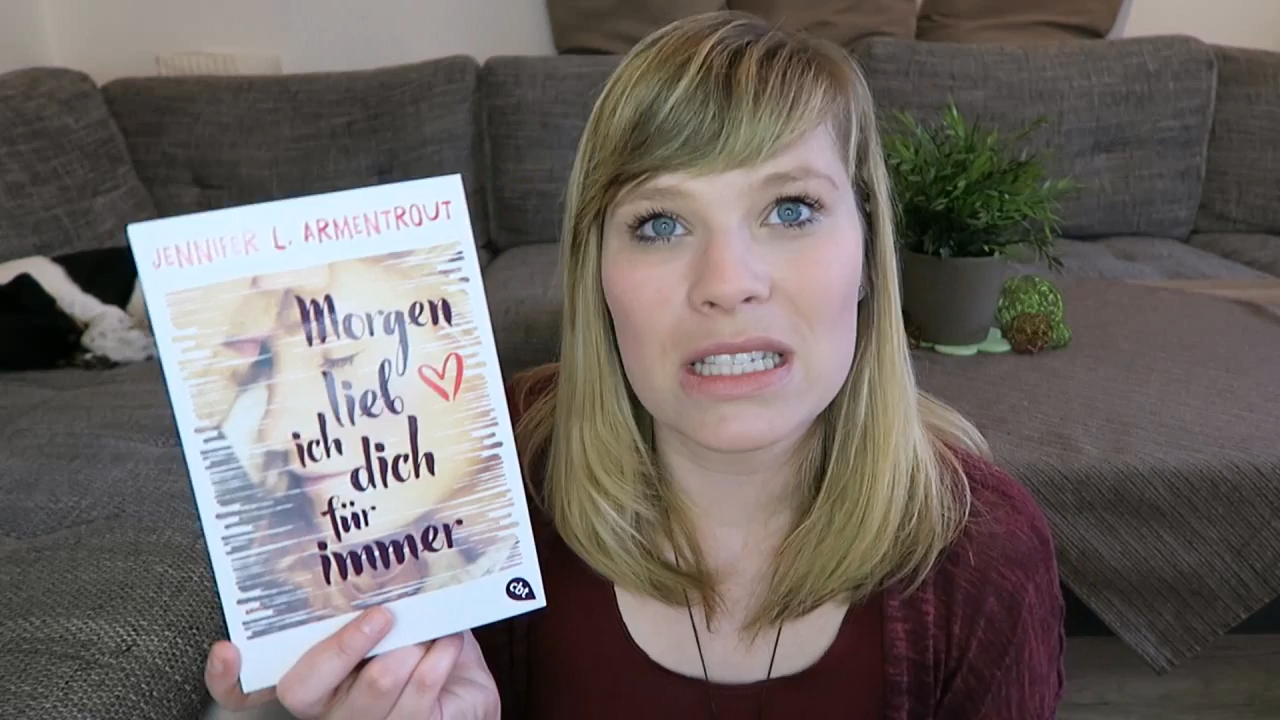 JENNIFER L. ARMENTROUT
Morgen
lieb
ich
dich
für
immer
cbt